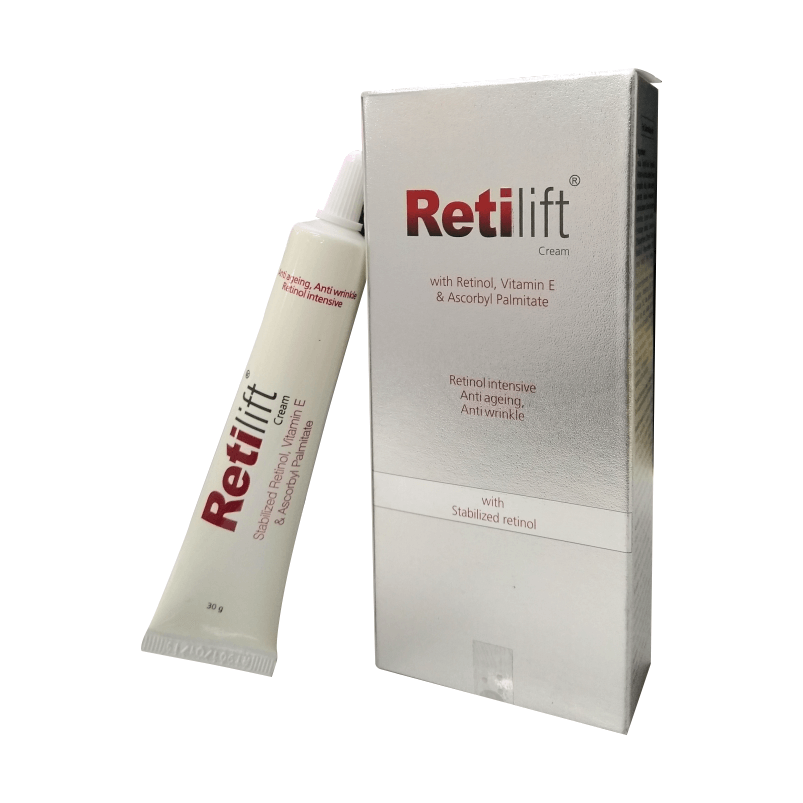 Anti ageing, Anti wrinkle
Retinol intensive
Retilift®
Cream
Stabilized Retinol, Vitamin E
& Ascorbyl Palmitate
30 g
Retilift®
Cream
with Retinol, Vitamin E
& Ascorbyl Palmitate
Retinol intensive
Anti ageing,
Anti wrinkle
with
Stabilized retinol